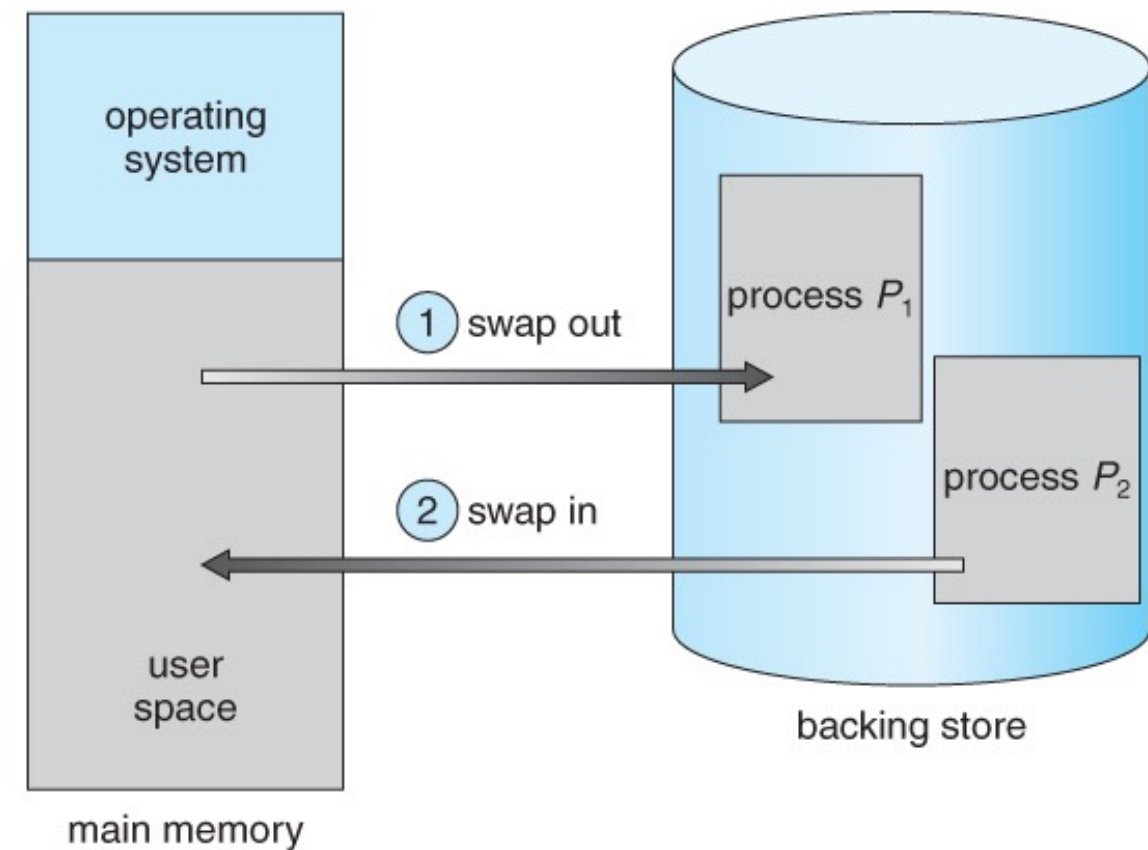 operating
system
process P₁
1 swap out
process P₂
2 swap in
user
space
backing store
main memory